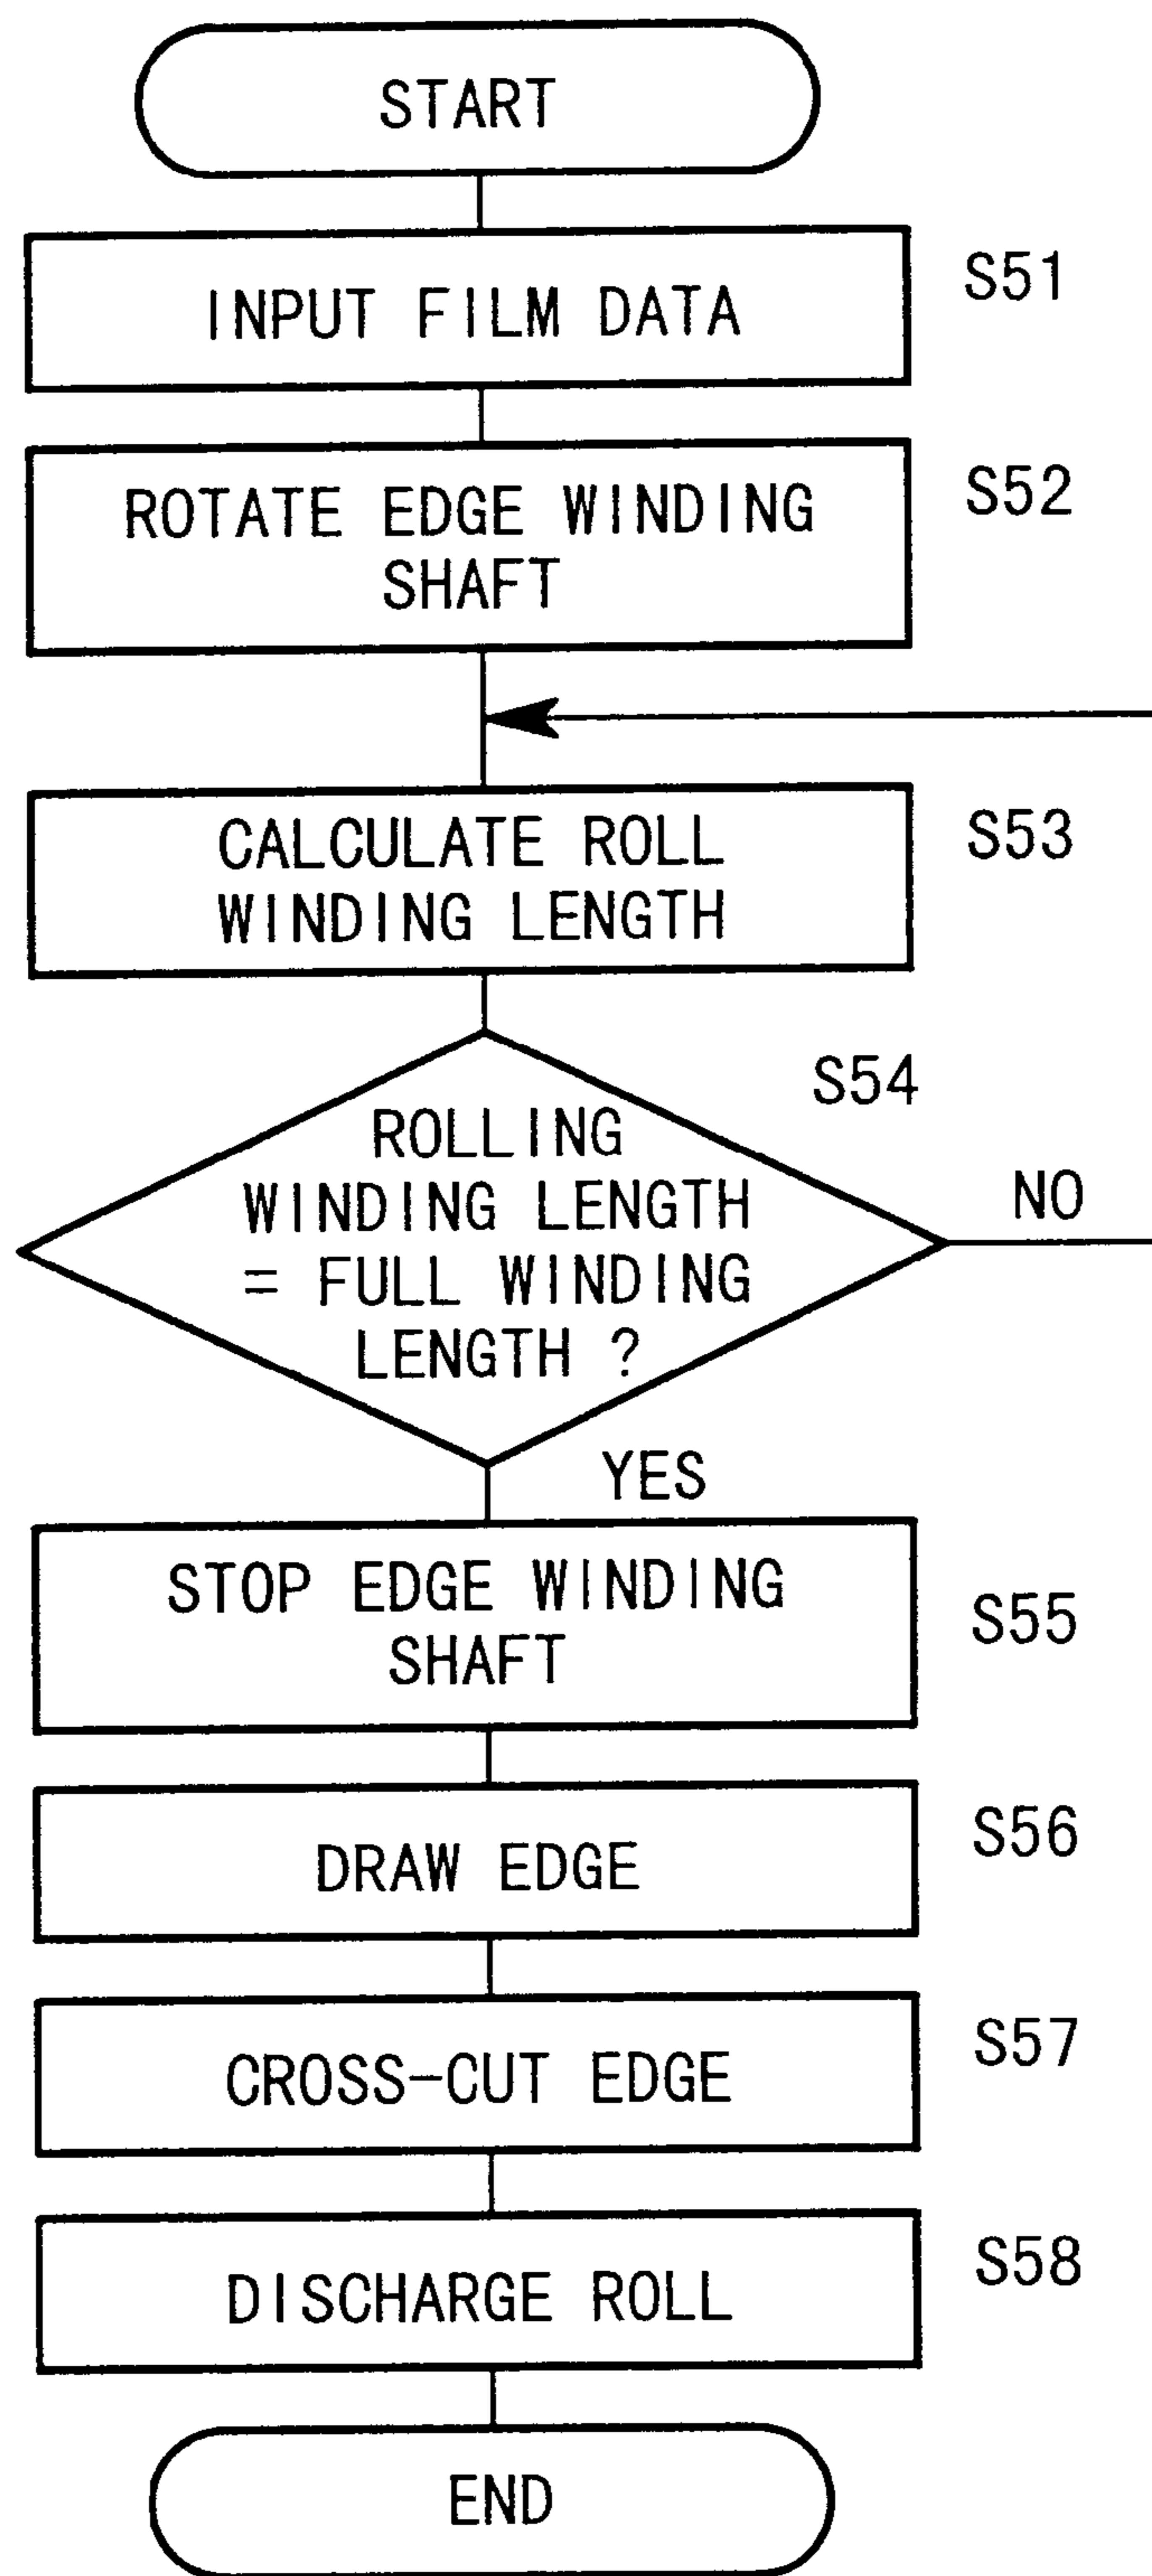 START
INPUT FILM DATA
S51
ROTATE EDGE WINDING
SHAFT
S52
CALCULATE ROLL
WINDING LENGTH
S53
S54
ROLLING
WINDING LENGTH
= FULL WINDING
LENGTH ?
NO
YES
STOP EDGE WINDING
SHAFT
S55
DRAW EDGE
S56
CROSS-CUT EDGE
S57
DISCHARGE ROLL
S58
END